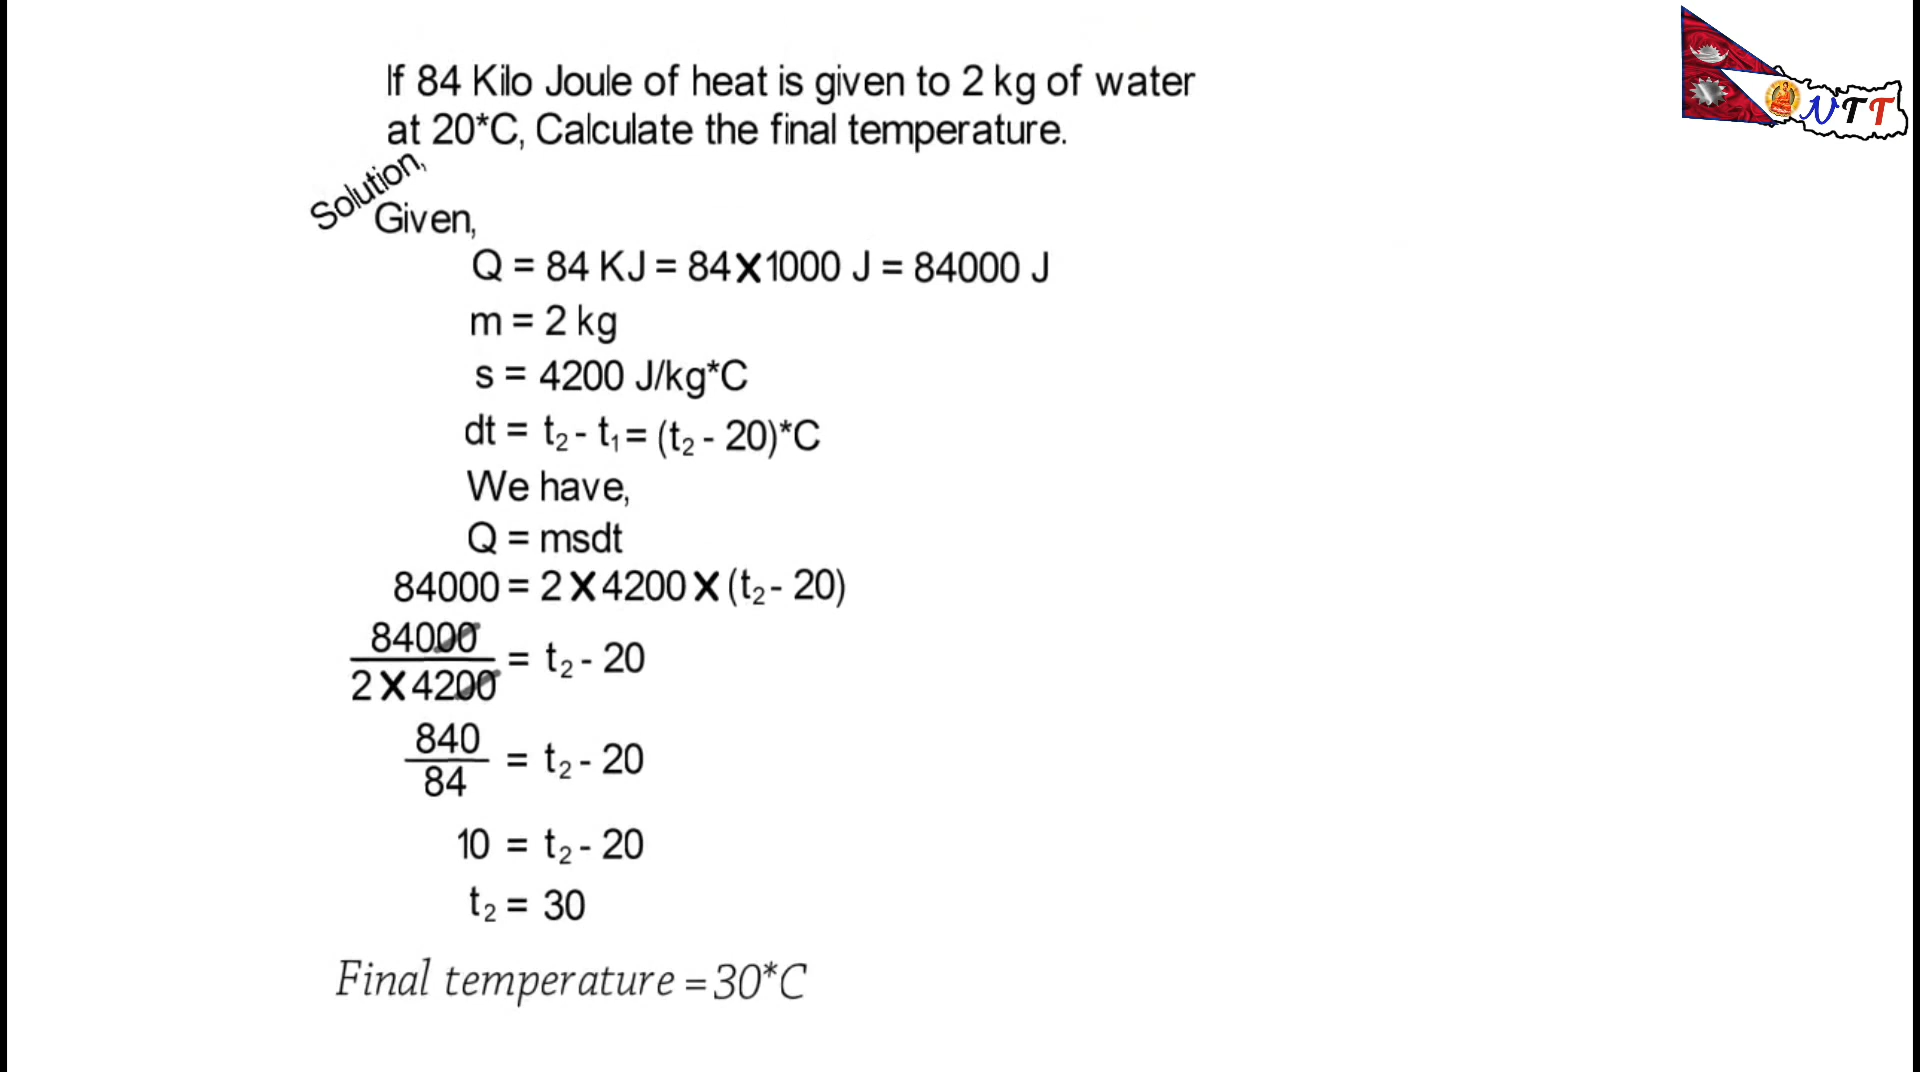 If 84 Kilo Joule of heat is given to 2 kg of water
at 20*C, Calculate the final temperature.
Solution,
Given,
Q = 84 KJ = 84X1000 J = 84000 J
m = 2 kg
s = 4200 J/kg*C
dt = t₂ - t₁ = (t₂ - 20)*C
We have,
Q = msdt
84000 = 2 X 4200 X (t₂ - 20)
84000
2 X 4200
= t₂ - 20
840
84
= t₂ - 20
10 = t₂ - 20
t₂ = 30
Final temperature = 30*C
NTT